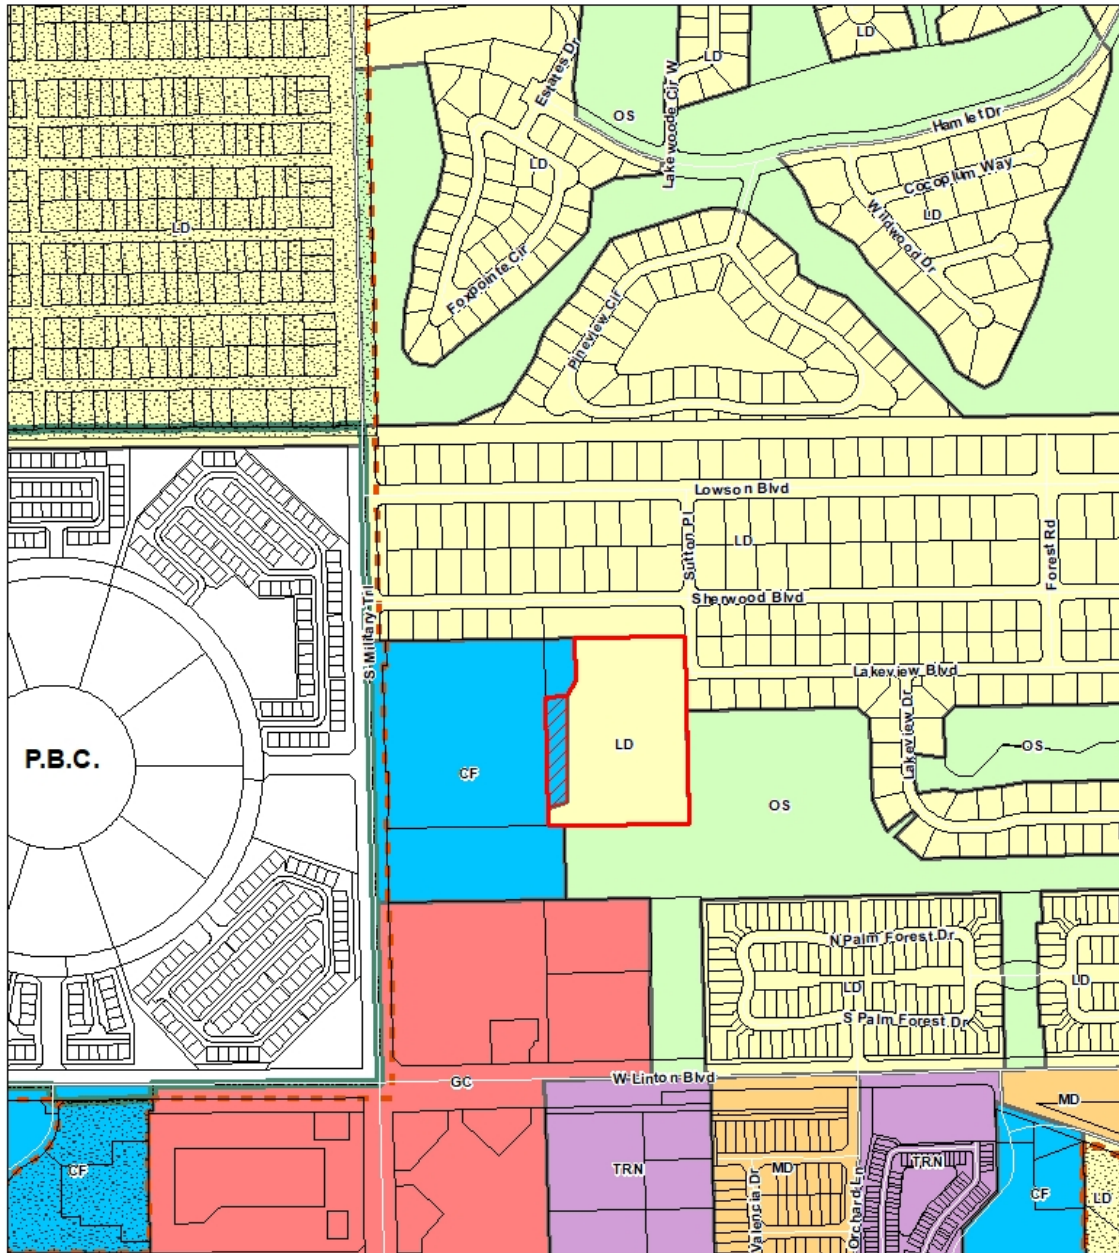 LD
LD
Estates Dr
Lakewoode Cir W
OS
Hamlet Dr
LD
Cocoplum Way
LD
Wildwood Dr
LD
Foxpointe Cir
Pineview Cir
Lowson Blvd
Sutton Pl
LD
Forest Rd
S Military Trl
Sherwood Blvd
Lakeview Blvd
Lakeview Dr
P.B.C.
CF
LD
OS
OS
N Palm Forest Dr
LD
LD
S Palm Forest Dr
GC
W Linton Blvd
MD
CF
TRN
MD
Valencia Dr
Orchard Ln
TRN
CF
LD